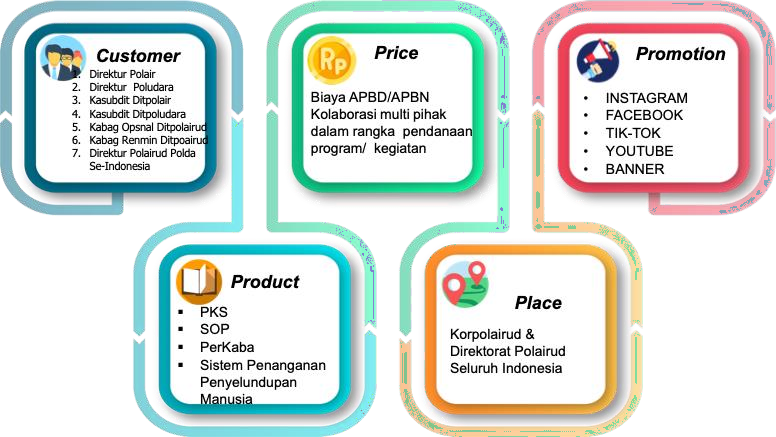 Customer
1. Direktur Polair
2. Direktur Poludara
3. Kasubdit Ditpolair
4. Kasubdit Ditpoludara
5. Kabag Opsnal Ditpolairud
6. Kabag Renmin Ditpoairud
7. Direktur Polairud Polda
Se-Indonesia
Rp
Price
Biaya APBD/APBN
Kolaborasi multi pihak
dalam rangka pendanaan
program/ kegiatan
Promotion
• INSTAGRAM
• FACEBOOK
• TIK-TOK
• YOUTUBE
• BANNER
Product
▪ PKS
▪ SOP
▪ PerKaba
▪ Sistem Penanganan
Penyelundupan
Manusia
Place
Korpolairud &
Direktorat Polairud
Seluruh Indonesia